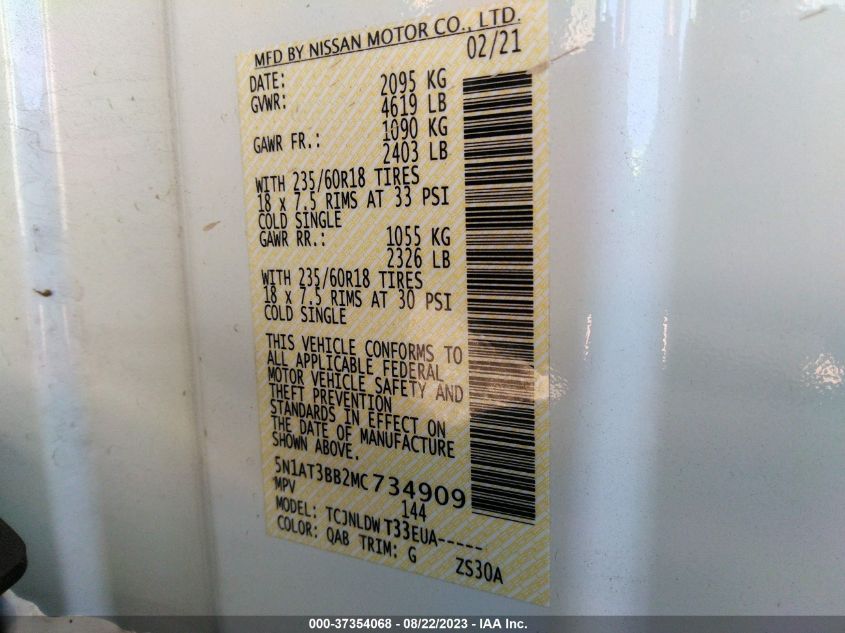 MFD BY NISSAN MOTOR CO., LTD.
DATE: 02/21
GVWR: 2095 KG
4619 LB
GAWR FR.: 1090 KG
2403 LB
WITH 235/60R18 TIRES
18 x 7.5 RIMS AT 33 PSI
COLD SINGLE
GAWR RR.: 1055 KG
2326 LB
WITH 235/60R18 TIRES
18 x 7.5 RIMS AT 30 PSI
COLD SINGLE
THIS VEHICLE CONFORMS TO
ALL APPLICABLE FEDERAL
MOTOR VEHICLE SAFETY AND
THEFT PREVENTION
STANDARDS IN EFFECT ON
THE DATE OF MANUFACTURE
SHOWN ABOVE.
5N1AT3BB2MC734909
MPV 144
MODEL: TCJNLDWT33EUA-----
COLOR: QAB TRIM: G ZS30A
000-37354068 - 08/22/2023 - IAA Inc.